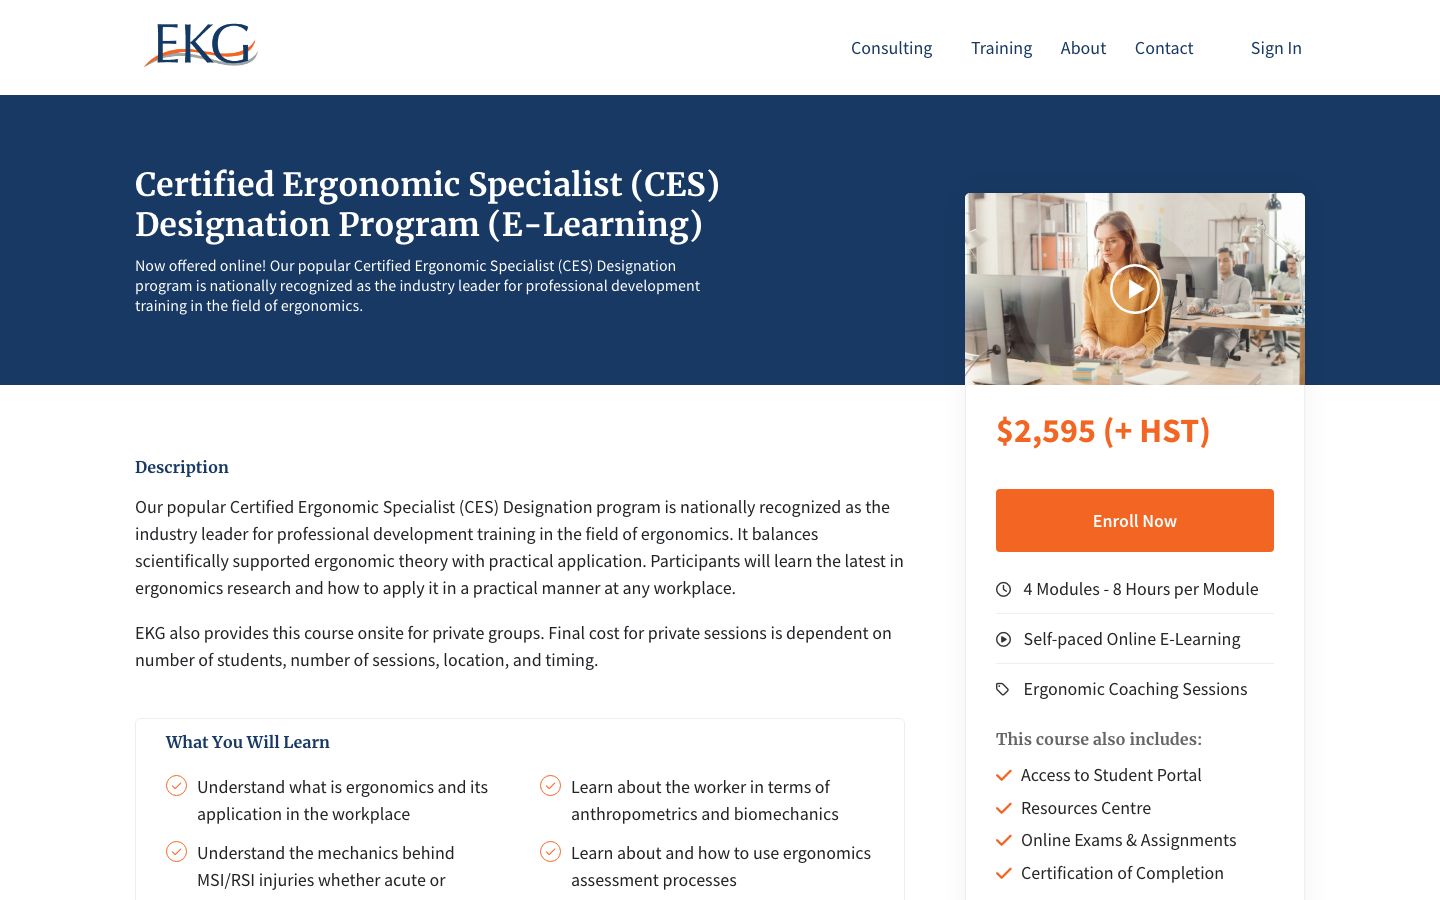 EKG
Consulting
Training
About
Contact
Sign In
Certified Ergonomic Specialist (CES)
Designation Program (E-Learning)
Now offered online! Our popular Certified Ergonomic Specialist (CES) Designation
program is nationally recognized as the industry leader for professional development
training in the field of ergonomics.
Description
Our popular Certified Ergonomic Specialist (CES) Designation program is nationally recognized as the
industry leader for professional development training in the field of ergonomics. It balances
scientifically supported ergonomic theory with practical application. Participants will learn the latest in
ergonomics research and how to apply it in a practical manner at any workplace.
EKG also provides this course onsite for private groups. Final cost for private sessions is dependent on
number of students, number of sessions, location, and timing.
What You Will Learn
Understand what is ergonomics and its
application in the workplace
Learn about the worker in terms of
anthropometrics and biomechanics
Understand the mechanics behind
MSI/RSI injuries whether acute or
Learn about and how to use ergonomics
assessment processes
$2,595 (+ HST)
Enroll Now
4 Modules - 8 Hours per Module
Self-paced Online E-Learning
Ergonomic Coaching Sessions
This course also includes:
Access to Student Portal
Resources Centre
Online Exams & Assignments
Certification of Completion